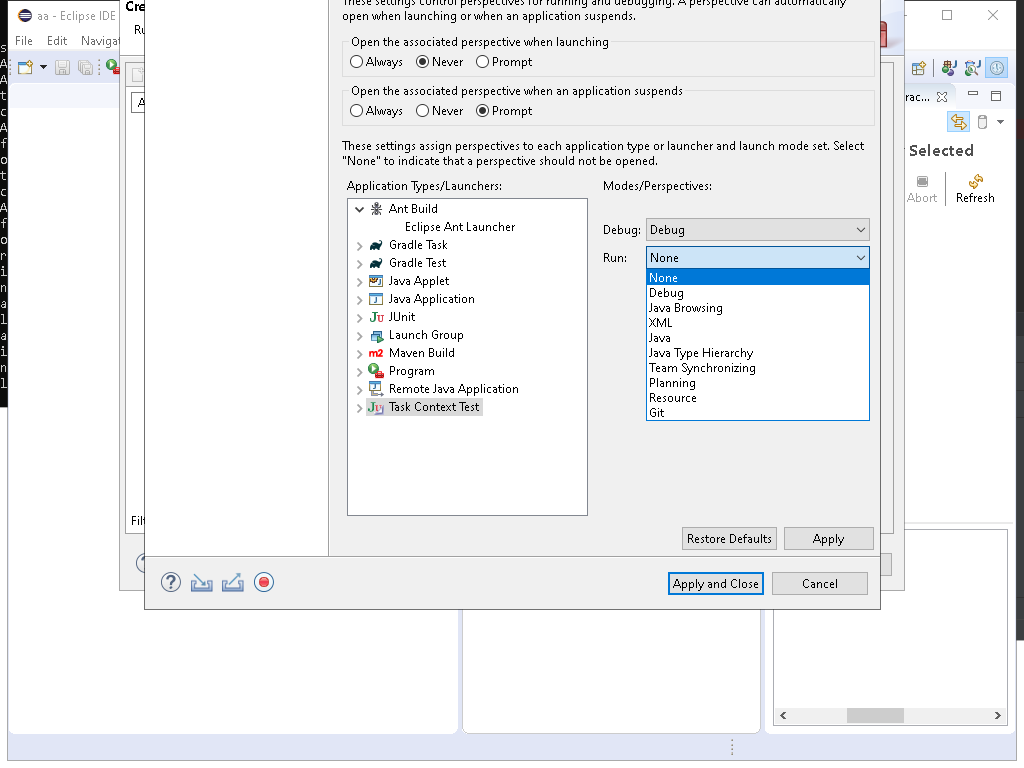 aa - Eclipse IDE
Cre
These settings control perspectives for running and debugging. A perspective can automatically
open when launching or when an application suspends.
File Edit Navigat
Open the associated perspective when launching
Always Never Prompt
Open the associated perspective when an application suspends
Always Never Prompt
These settings assign perspectives to each application type or launcher and launch mode set. Select
"None" to indicate that a perspective should not be opened.
Application Types/Launchers:
Modes/Perspectives:
Ant Build
Eclipse Ant Launcher
Gradle Task
Gradle Test
Java Applet
Java Application
JUnit
Launch Group
Maven Build
Program
Remote Java Application
Task Context Test
Debug: Debug
Run: None
None
Debug
Java Browsing
XML
Java
Java Type Hierarchy
Team Synchronizing
Planning
Resource
Git
rac...
Selected
Abort
Refresh
Restore Defaults
Apply
Apply and Close
Cancel